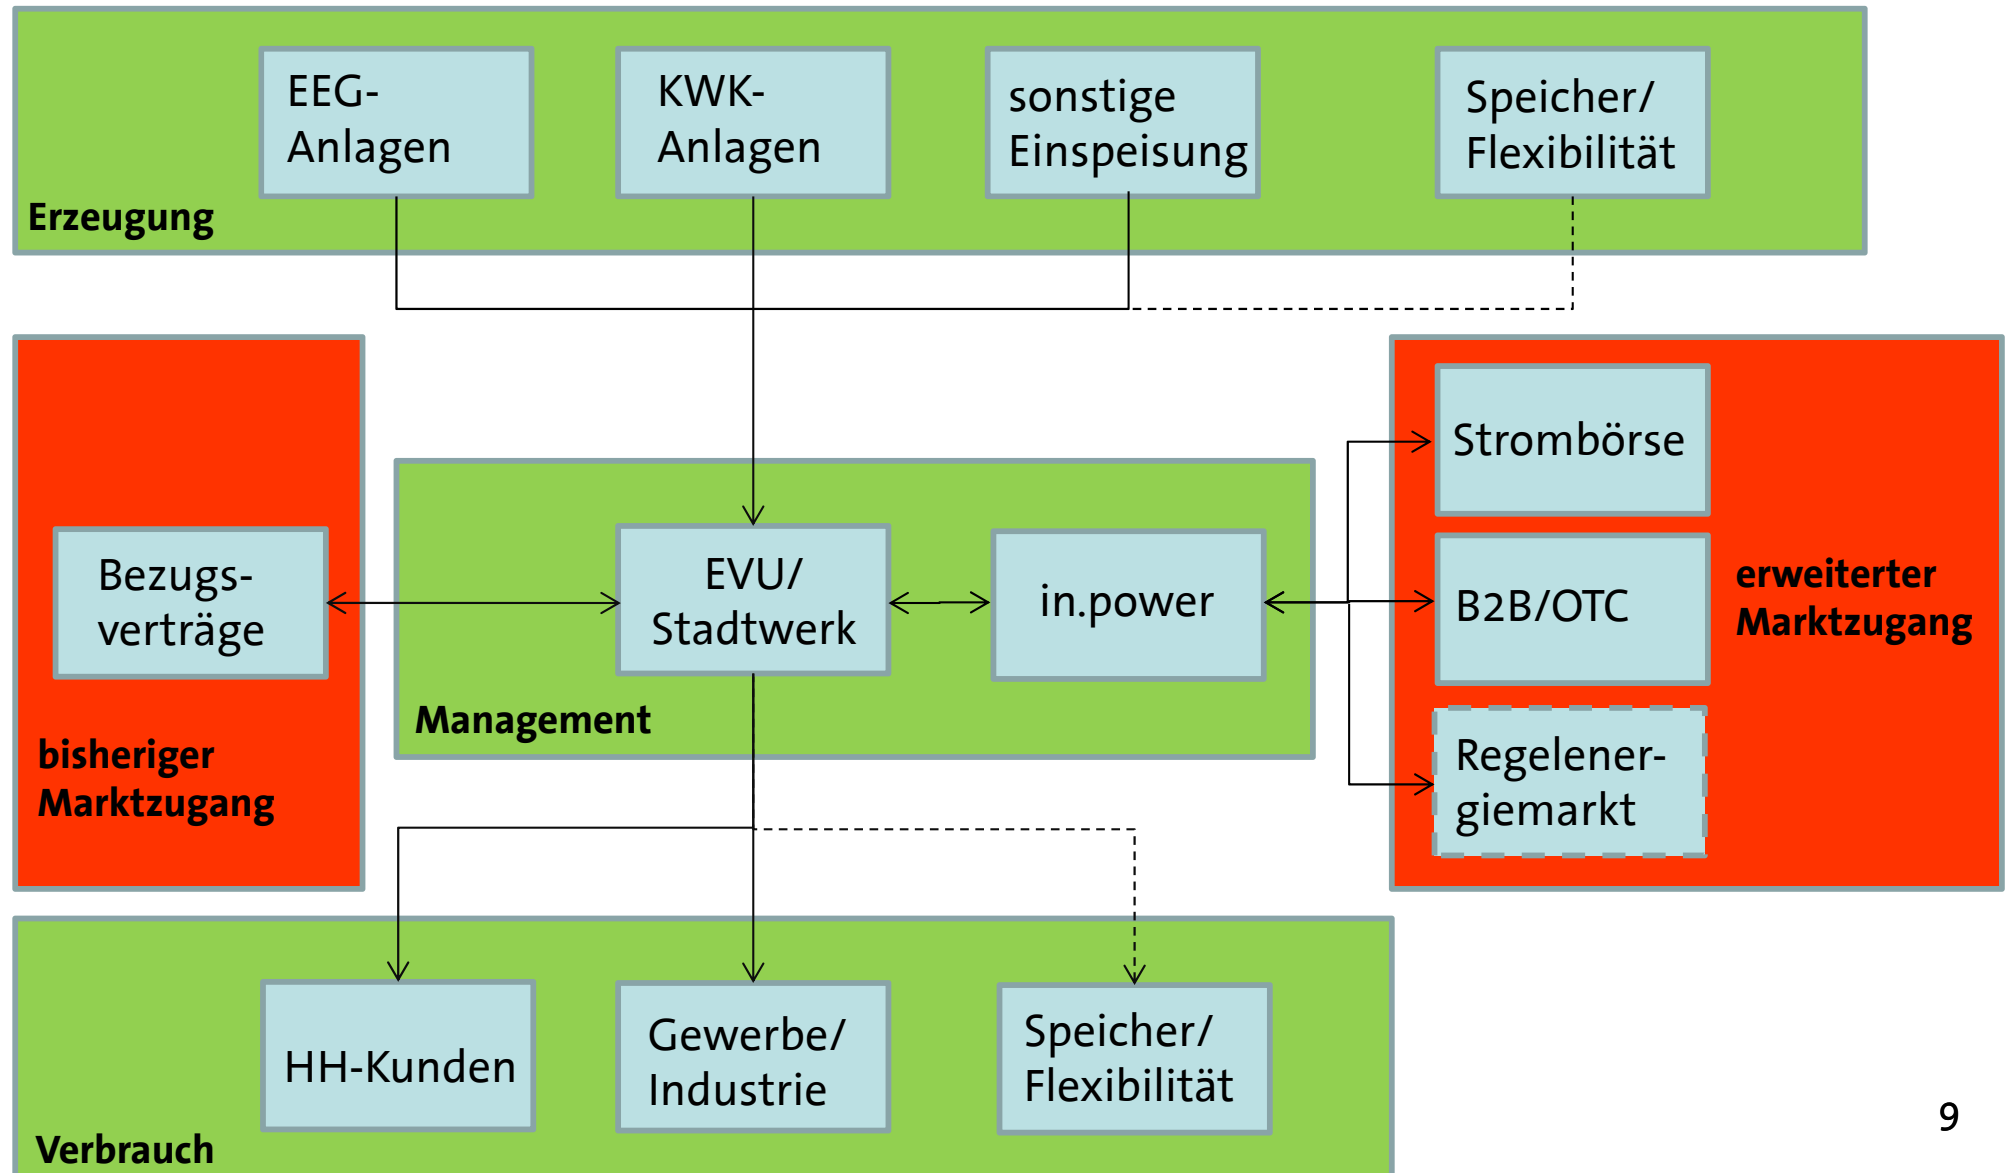 EEG-
Anlagen
KWK-
Anlagen
sonstige
Einspeisung
Speicher/
Flexibilität
Erzeugung
Bezugs-
verträge
bisheriger
Marktzugang
EVU/
Stadtwerk
in.power
Management
Strombörse
B2B/OTC
Regelener-
giemarkt
erweiterter
Marktzugang
HH-Kunden
Gewerbe/
Industrie
Speicher/
Flexibilität
Verbrauch
9